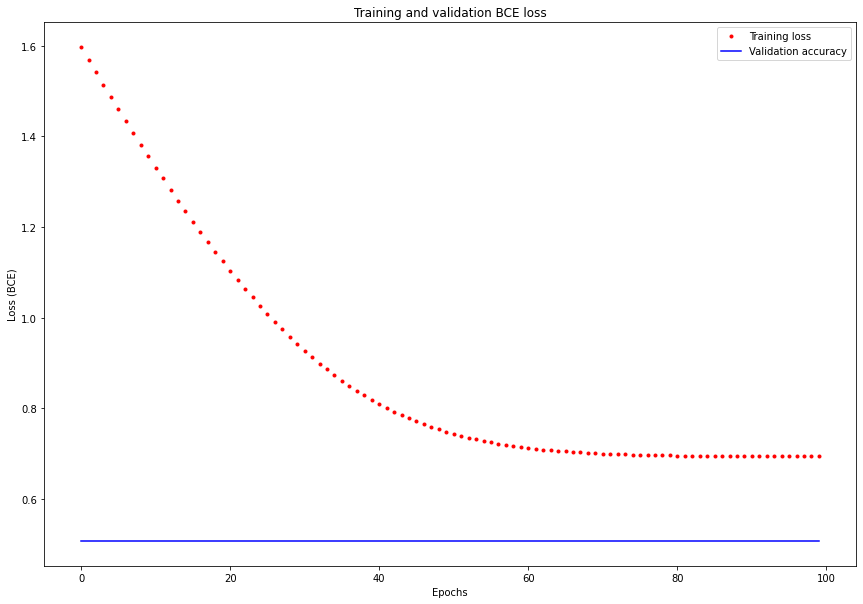 Training and validation BCE loss
Training loss
Validation accuracy
Loss (BCE)
1.6
1.4
1.2
1.0
0.8
0.6
0
20
40
60
80
100
Epochs